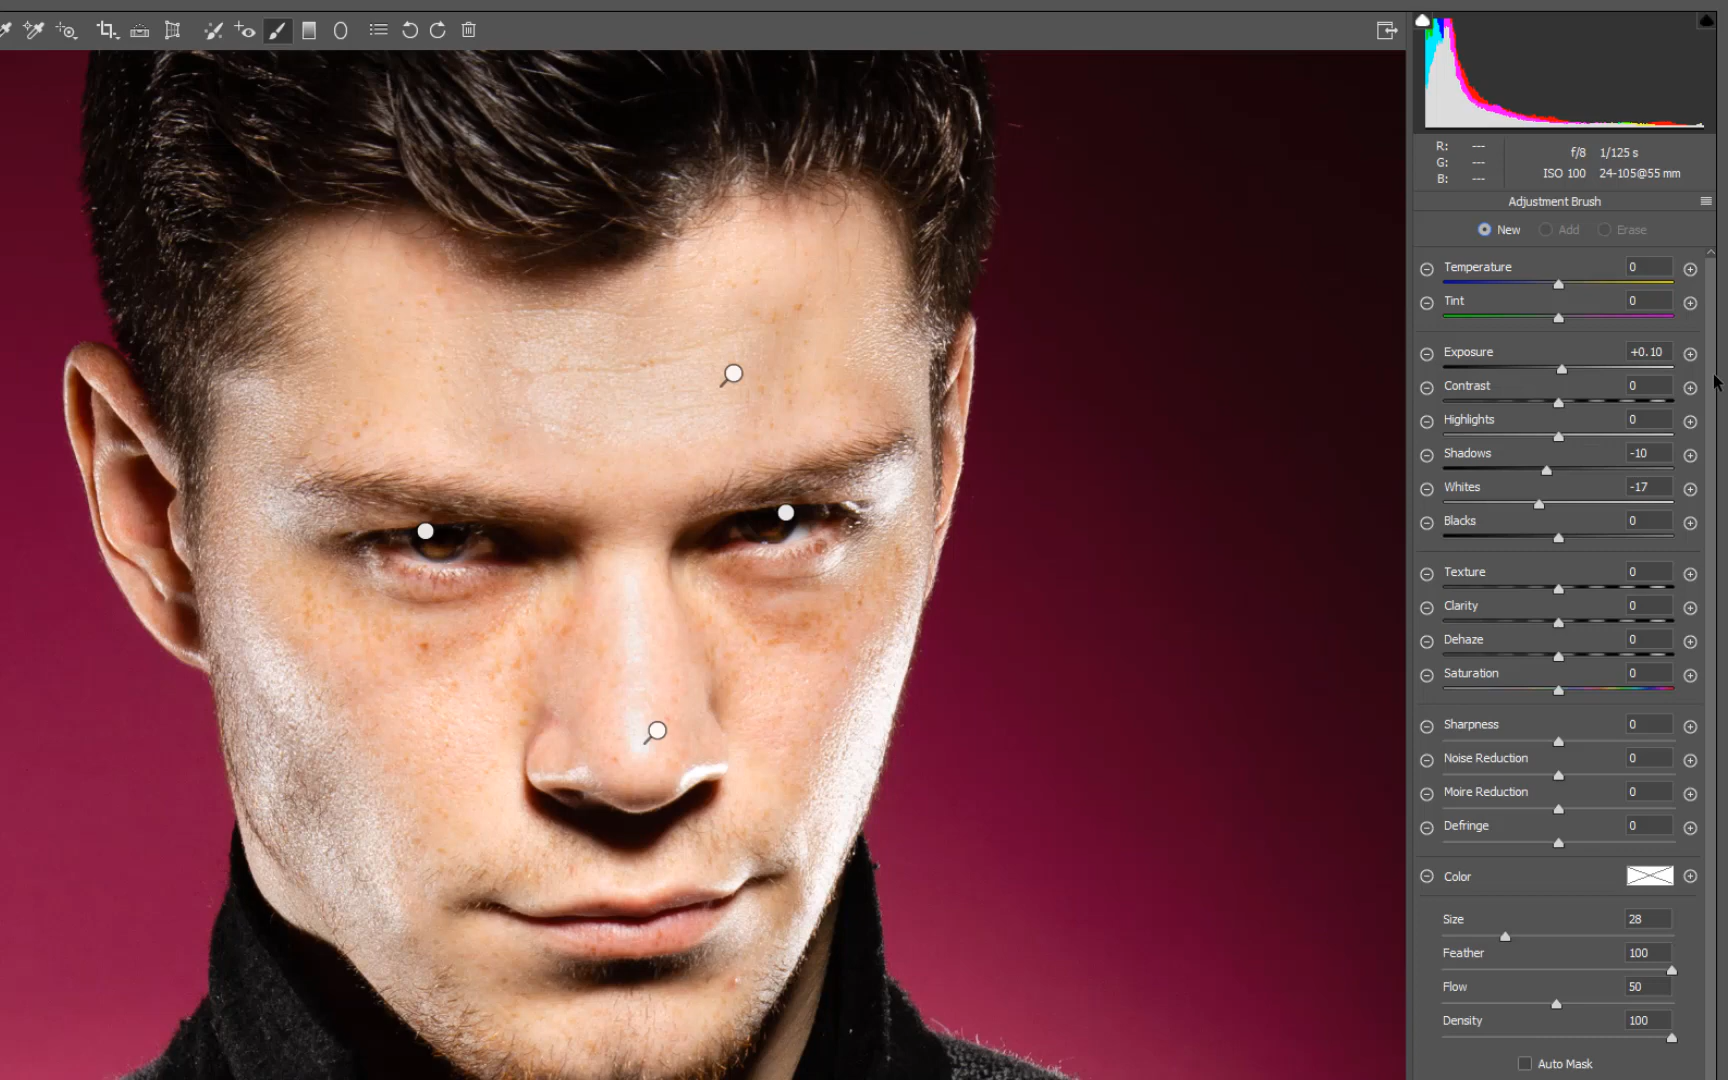 R: ---
G: ---
B: ---
f/8 1/125 s
ISO 100 24-105@55 mm
Adjustment Brush
New Add Erase
Temperature 0
Tint 0
Exposure +0.10
Contrast 0
Highlights 0
Shadows -10
Whites -17
Blacks 0
Texture 0
Clarity 0
Dehaze 0
Saturation 0
Sharpness 0
Noise Reduction 0
Moire Reduction 0
Defringe 0
Color
Size 28
Feather 100
Flow 50
Density 100
Auto Mask